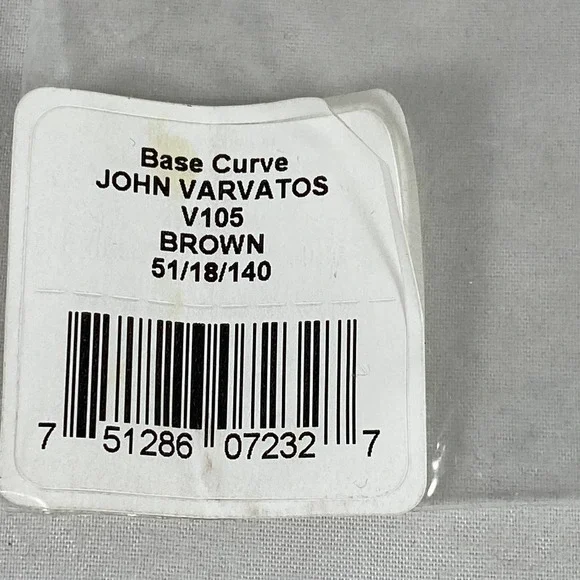 Base Curve
JOHN VARVATOS
V105
BROWN
51/18/140
7 51286 07232 7